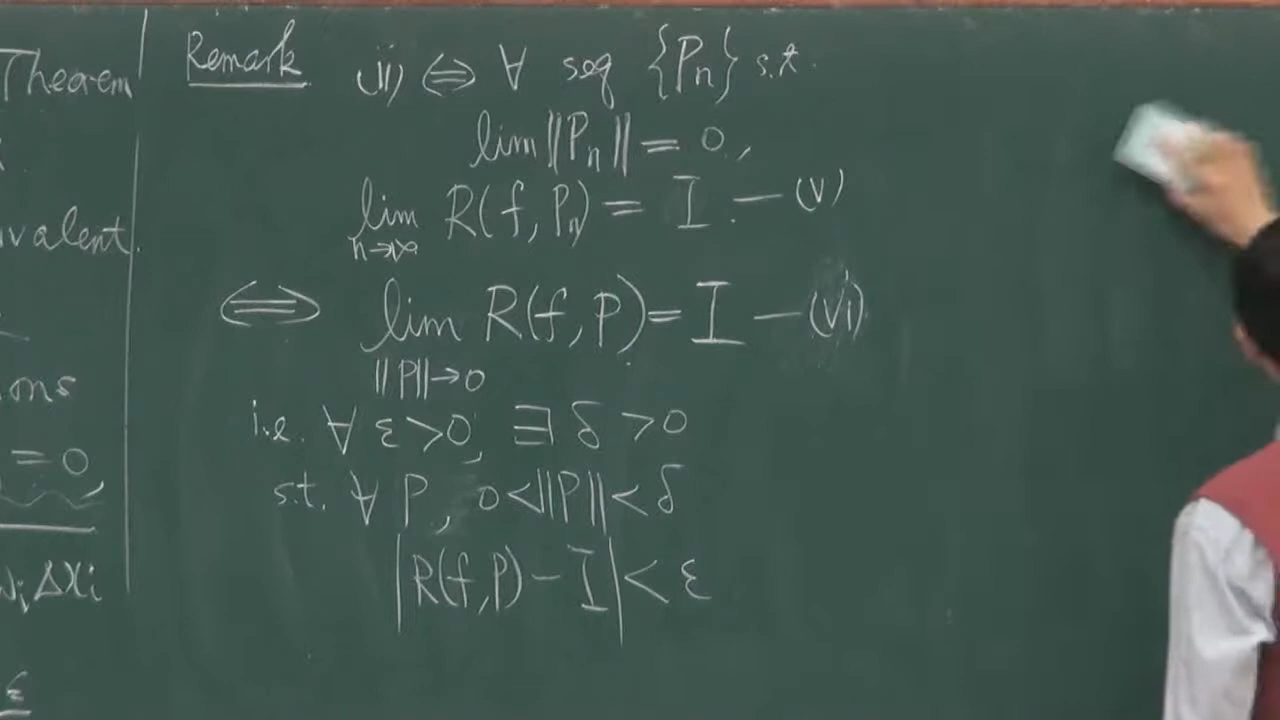 Theorem
valent.
ons
= 0,
Δxi
ε
Remark (ii) ⇔ ∀ seq {Pn} s.t.
lim ||Pn|| = 0,
lim n→∞ R(f, Pn) = I. — (v)
⇔ lim ||P||→0 R(f, P) = I — (vi)
i.e. ∀ ε > 0, ∃ δ > 0
s.t. ∀ P, 0 < ||P|| < δ
|R(f, P) − I| < ε